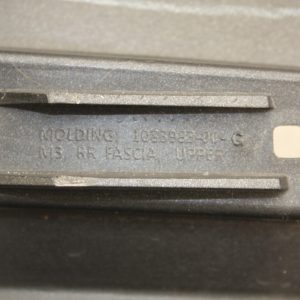 MOLDING, 1083983-00-G
M3, RR FASCIA, UPPER